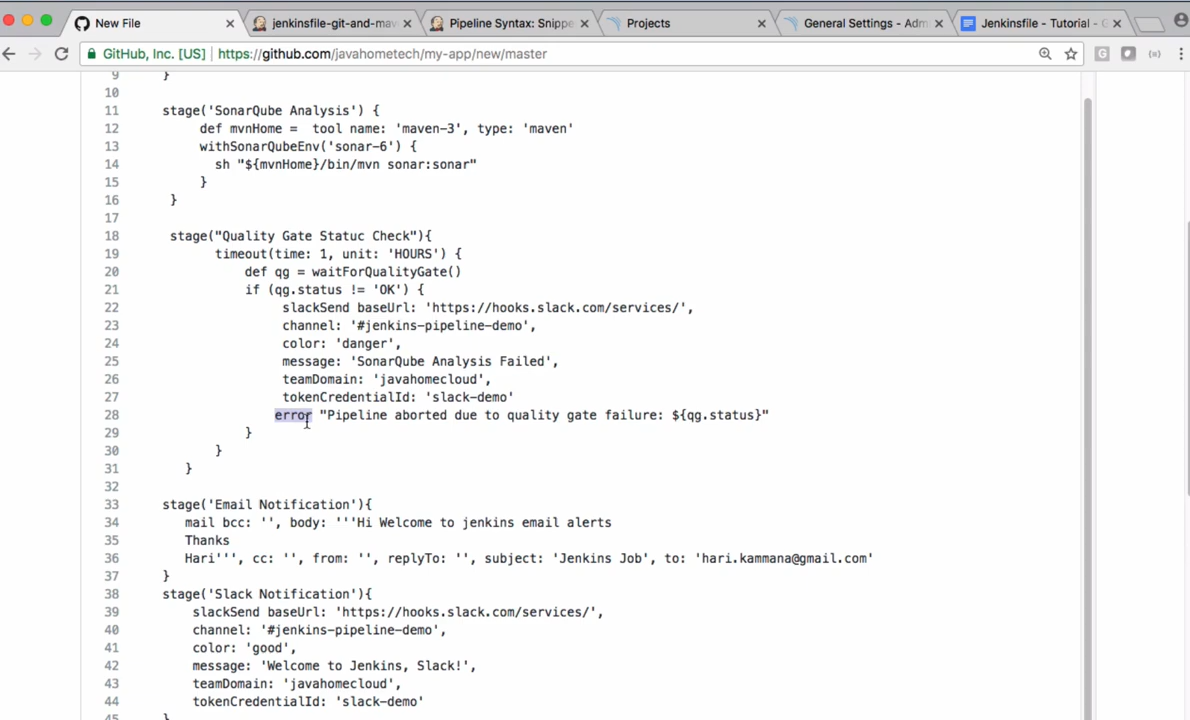 New File
jenkinsfile-git-and-mav
Pipeline Syntax: Snippe
Projects
General Settings - Adm
Jenkinsfile - Tutorial - G
GitHub, Inc. [US] | https://github.com/javahometech/my-app/new/master
9 }
10
11 stage('SonarQube Analysis') {
12 def mvnHome =  tool name: 'maven-3', type: 'maven'
13 withSonarQubeEnv('sonar-6') {
14 sh "${mvnHome}/bin/mvn sonar:sonar"
15 }
16 }
17
18 stage("Quality Gate Statuc Check"){
19 timeout(time: 1, unit: 'HOURS') {
20 def qg = waitForQualityGate()
21 if (qg.status != 'OK') {
22 slackSend baseUrl: 'https://hooks.slack.com/services/',
23 channel: '#jenkins-pipeline-demo',
24 color: 'danger',
25 message: 'SonarQube Analysis Failed',
26 teamDomain: 'javahomecloud',
27 tokenCredentialId: 'slack-demo'
28 error "Pipeline aborted due to quality gate failure: ${qg.status}"
29 }
30 }
31 }
32
33 stage('Email Notification'){
34 mail bcc: '', body: '''Hi Welcome to jenkins email alerts
35 Thanks
36 Hari''', cc: '', from: '', replyTo: '', subject: 'Jenkins Job', to: 'hari.kammana@gmail.com'
37 }
38 stage('Slack Notification'){
39 slackSend baseUrl: 'https://hooks.slack.com/services/',
40 channel: '#jenkins-pipeline-demo',
41 color: 'good',
42 message: 'Welcome to Jenkins, Slack!',
43 teamDomain: 'javahomecloud',
44 tokenCredentialId: 'slack-demo'
45 }